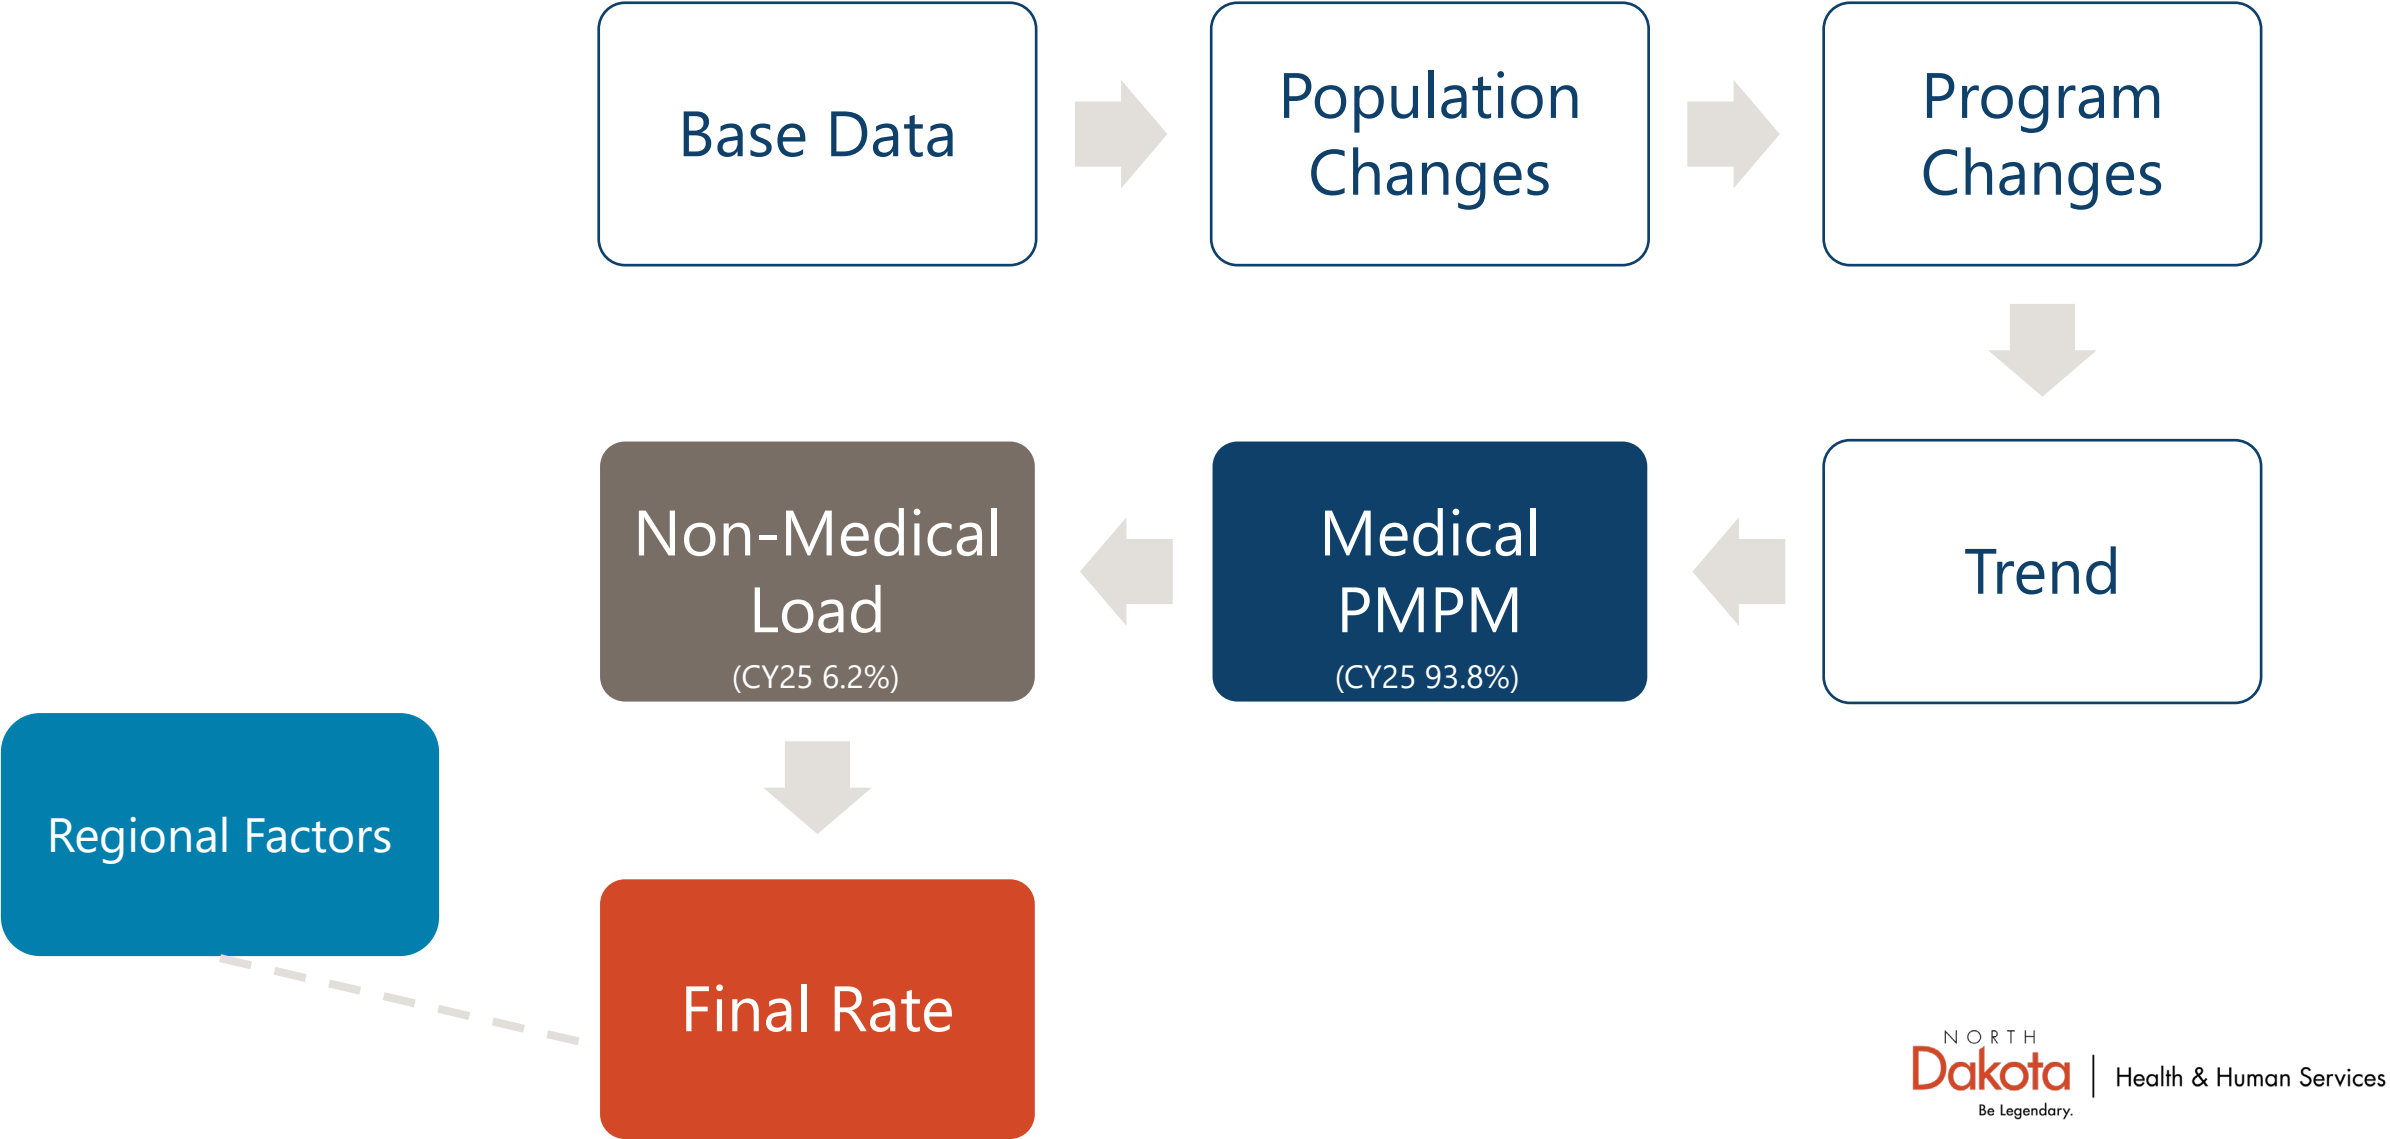 Base Data
Population
Changes
Program
Changes
Non-Medical
Load
(CY25 6.2%)
Medical
PMPM
(CY25 93.8%)
Trend
Regional Factors
Final Rate
NORTH
Dakota
Be Legendary.
Health & Human Services